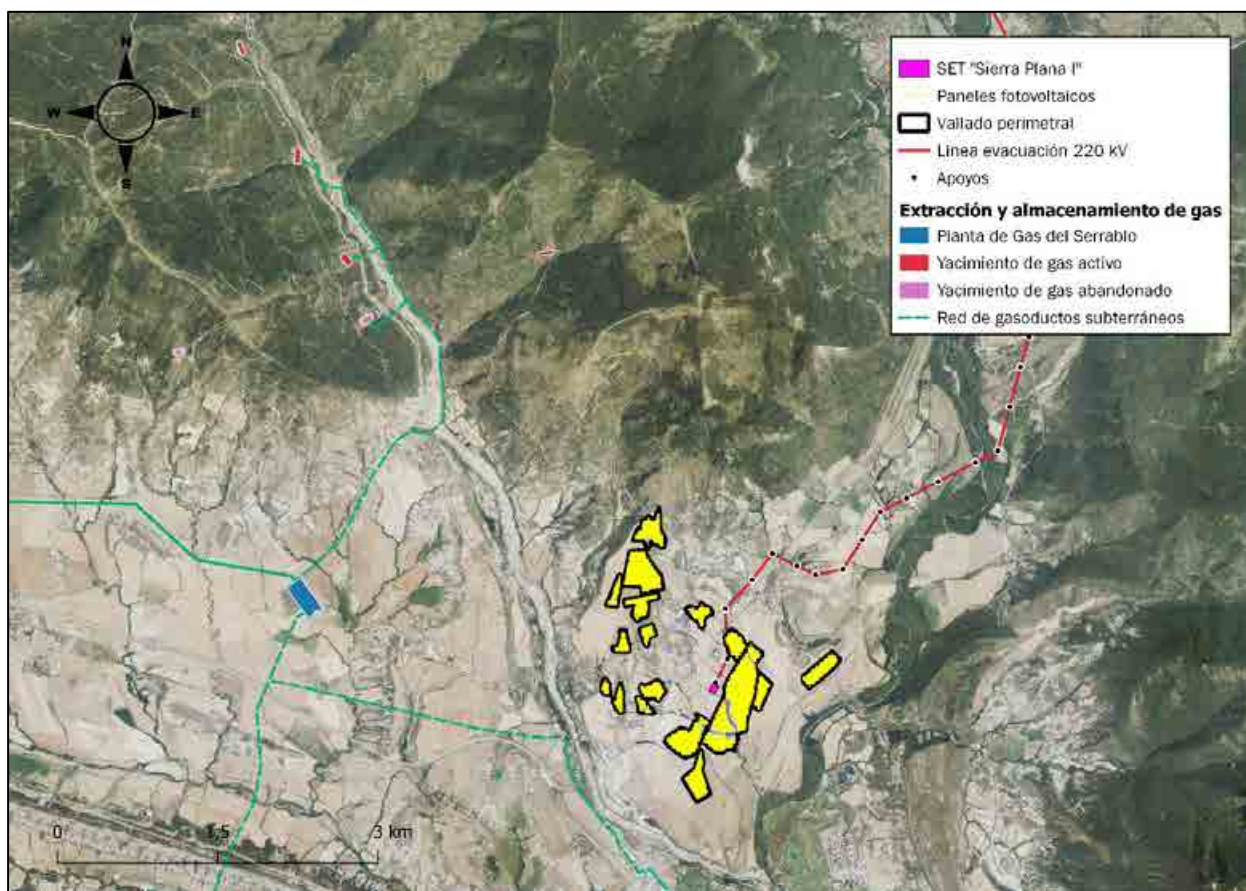 N
W E
S
SET "Sierra Plana I"
Paneles fotovoltaicos
Vallado perimetral
Línea evacuación 220 kV
Apoyos
Extracción y almacenamiento de gas
Planta de Gas del Serrablo
Yacimiento de gas activo
Yacimiento de gas abandonado
Red de gasoductos subterráneos
0 1,5 3 km